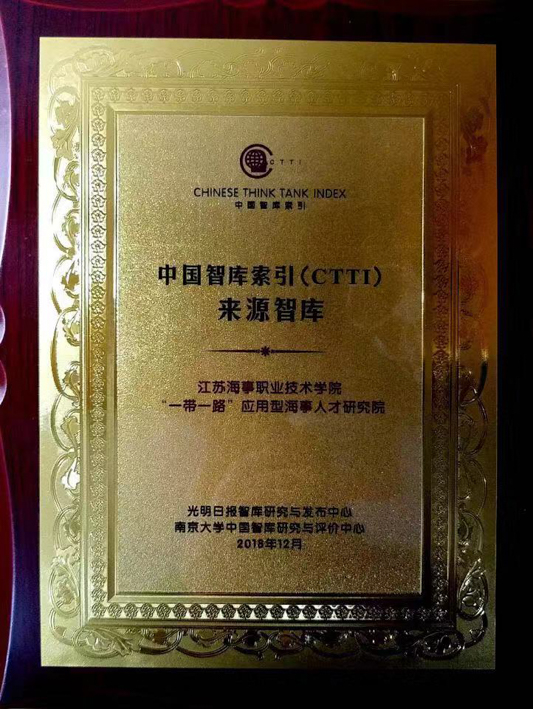 CTTI
CHINESE THINK TANK INDEX
中国智库索引
中国智库索引（CTTI）
来源智库
江苏海事职业技术学院
“一带一路”应用型海事人才研究院
光明日报智库研究与发布中心
南京大学中国智库研究与评价中心
2018年12月